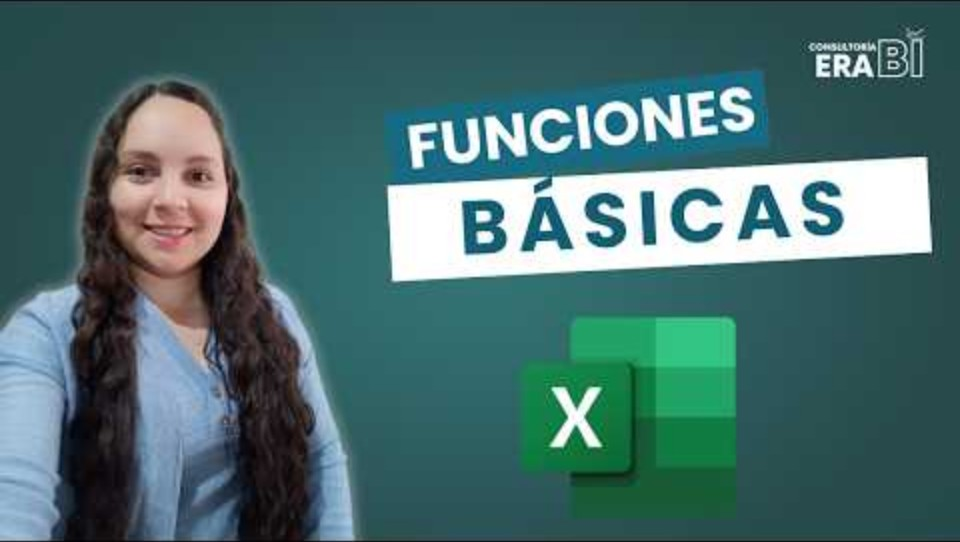 CONSULTORÍA
ERA BI
FUNCIONES
BÁSICAS
X